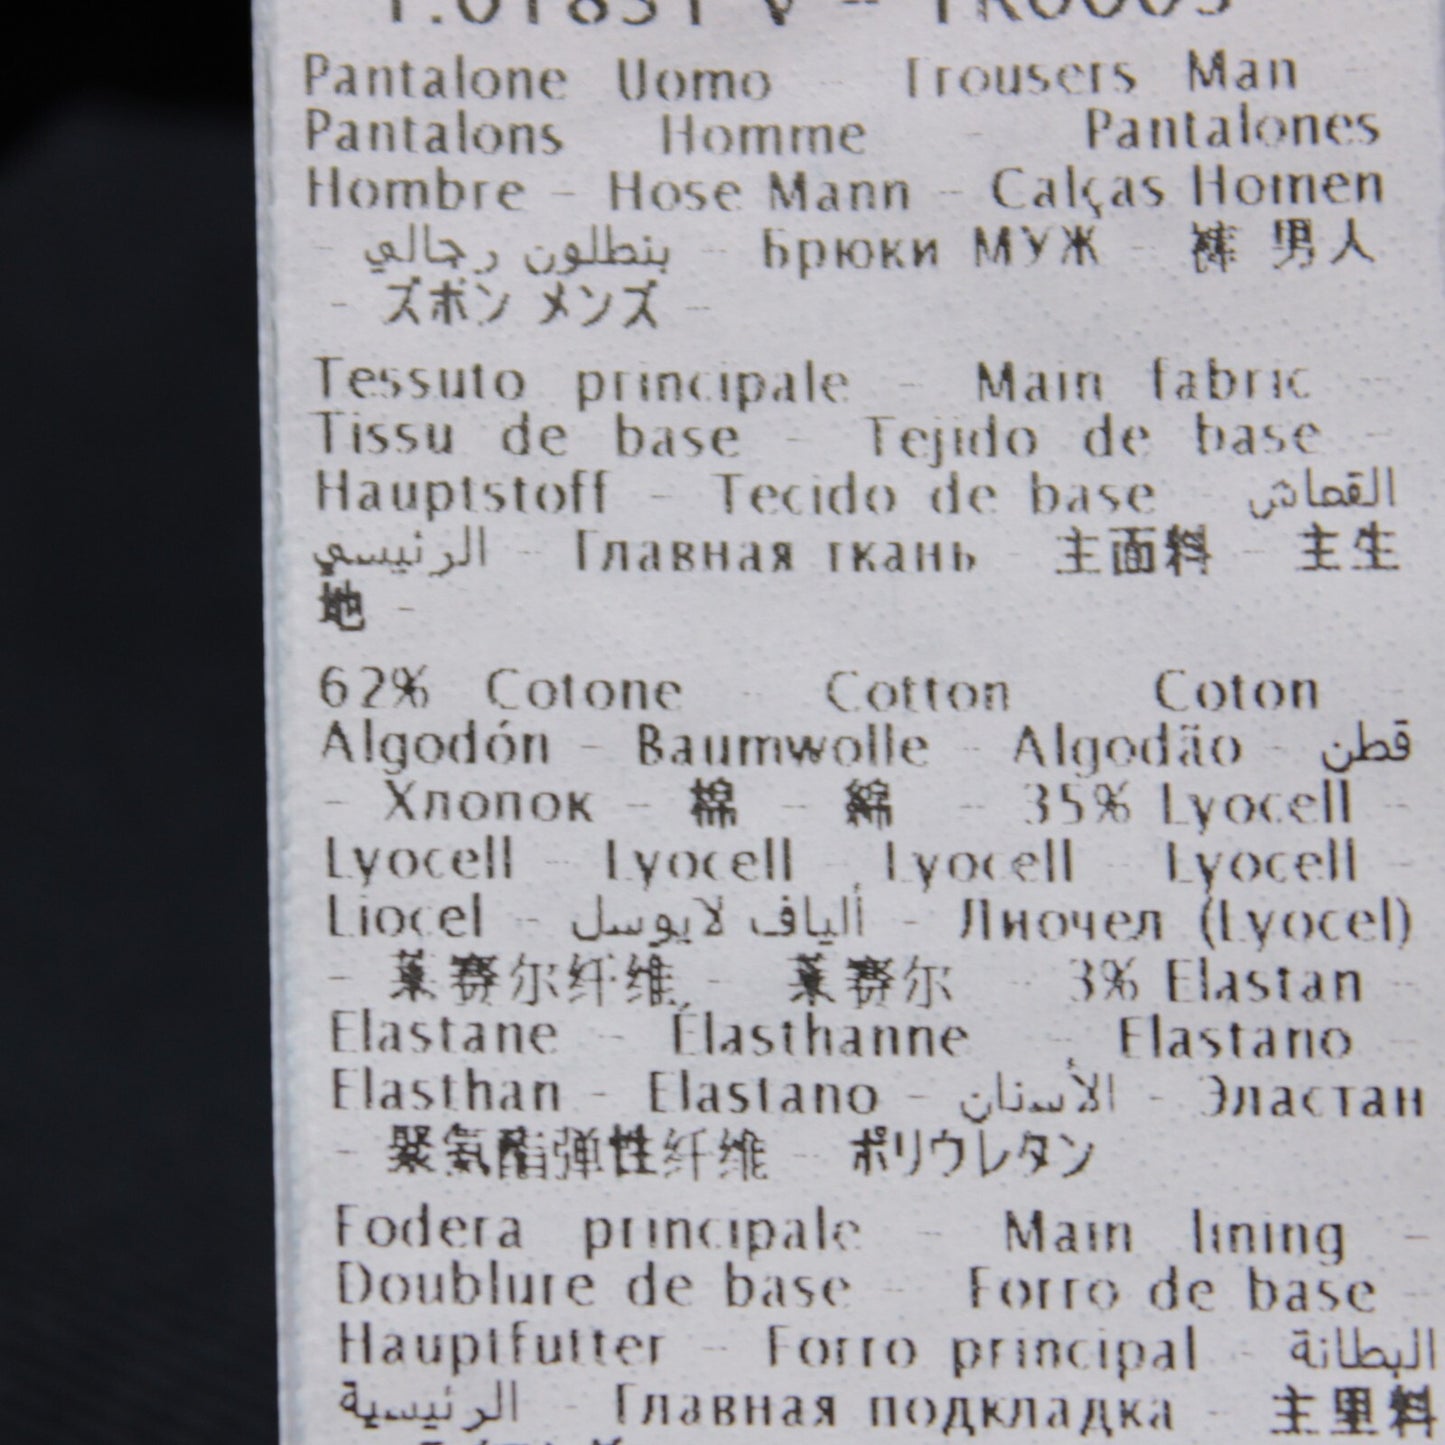 Pantalone Uomo - Trousers Man
Pantalons Homme - Pantalones
Hombre - Hose Mann - Calças Homen
- بنطلون رجالي - Брюки МУЖ - 裤 男人
- ズボン メンズ -
Tessuto principale - Main fabric -
Tissu de base - Tejido de base -
Hauptstoff - Tecido de base - القماش
الرئيسي - Главная ткань - 主面料 - 主生
地 -
62% Cotone - Cotton - Coton -
Algodón - Baumwolle - Algodão - قطن
- Хлопок - 棉 - 綿 - 35% Lyocell -
Lyocell - Lyocell - Lyocell - Lyocell -
Liocel - ألياف لايوسل - Лиочел (Lyocel)
- 莱赛尔纤维 - 莱赛尔 - 3% Elastan -
Elastane - Élasthanne - Elastano -
Elasthan - Elastano - الأسنان - Эластан
- 聚氨酯弹性纤维 - ポリウレタン
Fodera principale - Main lining -
Doublure de base - Forro de base -
Hauptfutter - Forro principal - البطانة
الرئيسية - Главная подкладка - 主里料